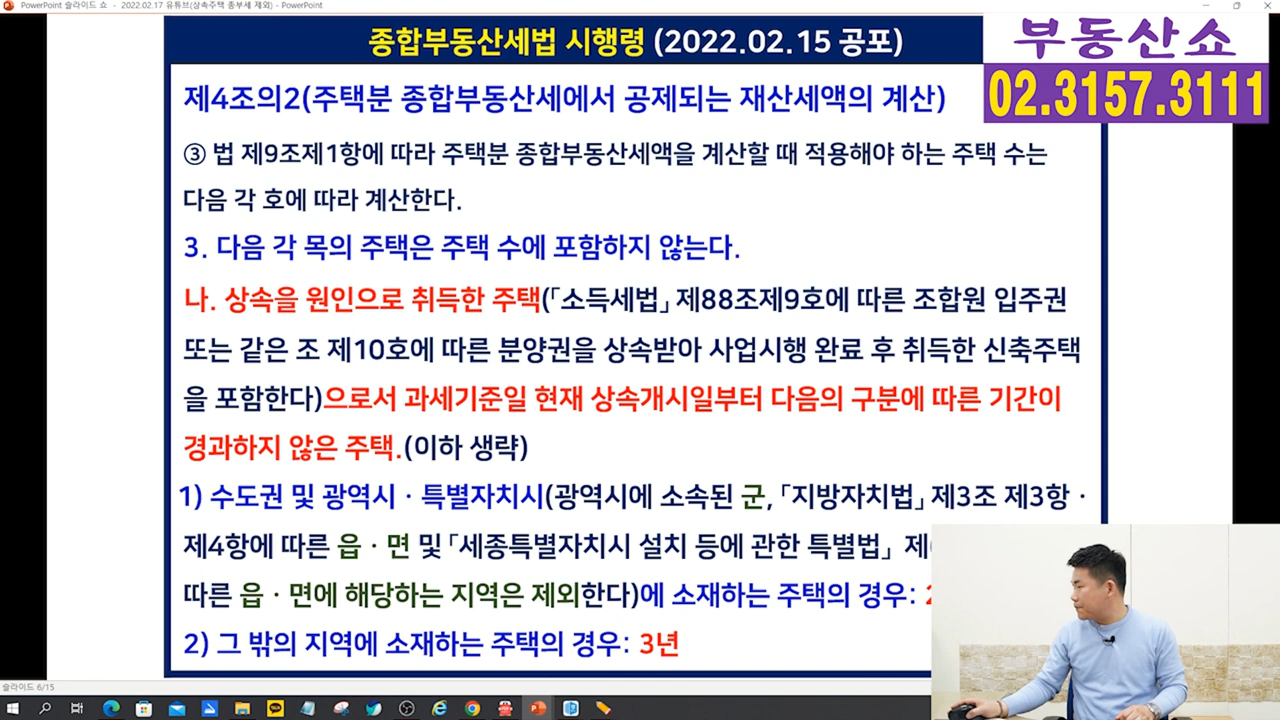 PowerPoint 슬라이드 쇼 - 2022.02.17 유튜브(상속주택 종부세 제외) - PowerPoint
종합부동산세법 시행령 (2022.02.15 공포)
부동산쇼
02.3157.3111
제4조의2(주택분 종합부동산세에서 공제되는 재산세액의 계산)
③ 법 제9조제1항에 따라 주택분 종합부동산세액을 계산할 때 적용해야 하는 주택 수는
다음 각 호에 따라 계산한다.
3. 다음 각 목의 주택은 주택 수에 포함하지 않는다.
나. 상속을 원인으로 취득한 주택(「소득세법」 제88조제9호에 따른 조합원 입주권
또는 같은 조 제10호에 따른 분양권을 상속받아 사업시행 완료 후 취득한 신축주택
을 포함한다)으로서 과세기준일 현재 상속개시일부터 다음의 구분에 따른 기간이
경과하지 않은 주택.(이하 생략)
1) 수도권 및 광역시 · 특별자치시(광역시에 소속된 군, 「지방자치법」 제3조 제3항 ·
제4항에 따른 읍 · 면 및 「세종특별자치시 설치 등에 관한 특별법」 제
따른 읍 · 면에 해당하는 지역은 제외한다)에 소재하는 주택의 경우:
2) 그 밖의 지역에 소재하는 주택의 경우: 3년
슬라이드 6/15